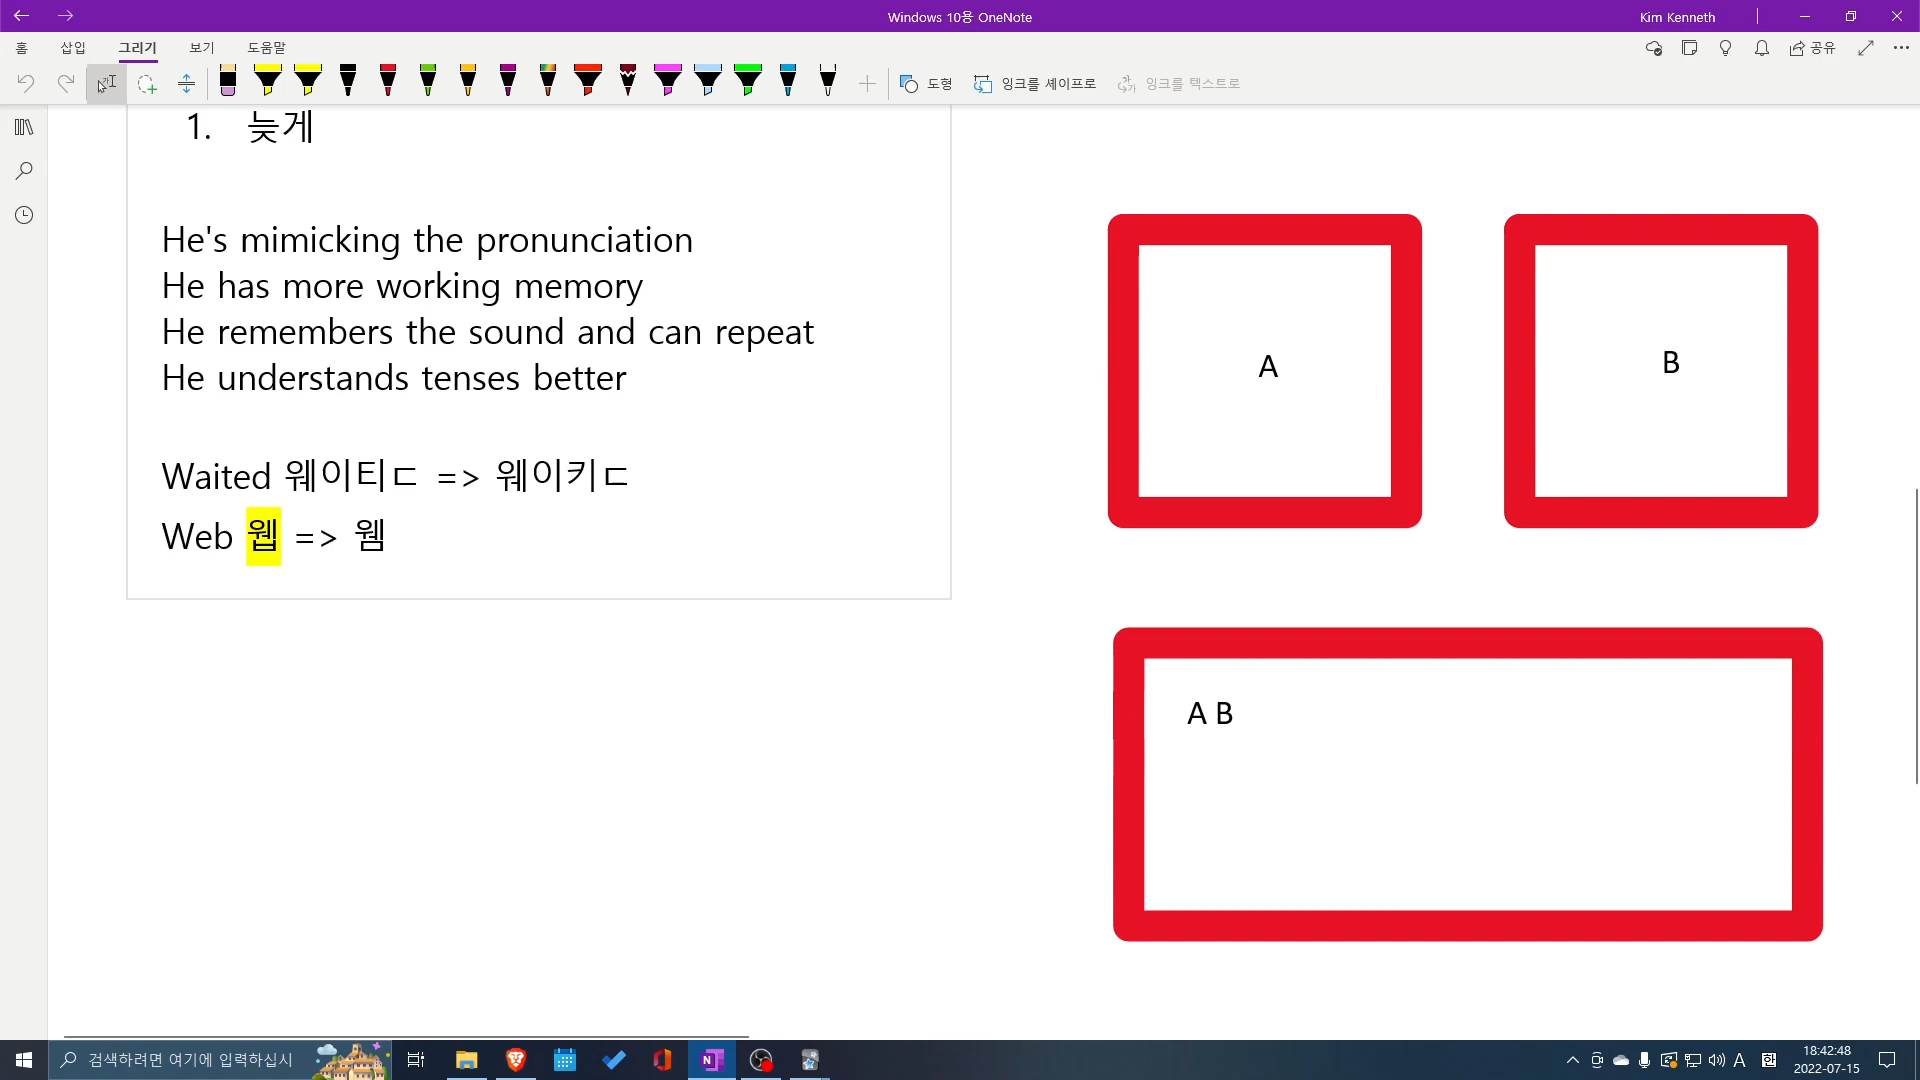 Windows 10용 OneNote
Kim Kenneth
홈 삽입 그리기 보기 도움말
공유
도형 잉크를 셰이프로 잉크를 텍스트로
1. 늦게
He's mimicking the pronunciation
He has more working memory
He remembers the sound and can repeat
He understands tenses better
Waited 웨이티ㄷ => 웨이키ㄷ
Web 웹 => 웸
A
B
A B
검색하려면 여기에 입력하십시
A
18:42:48
2022-07-15